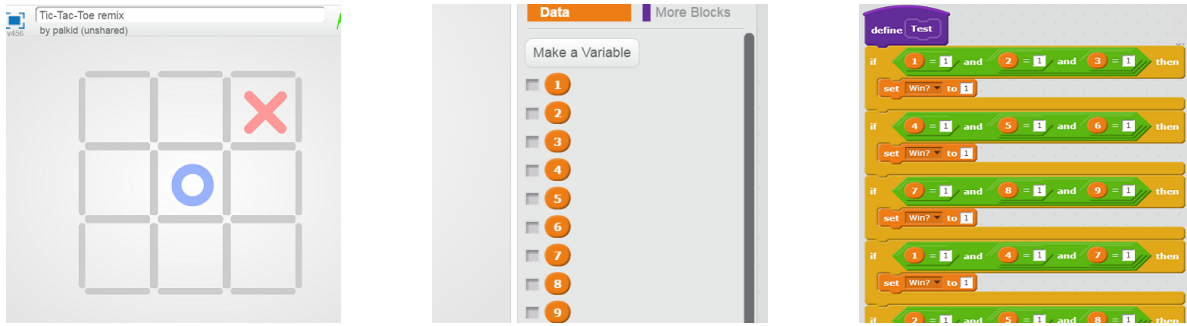 Tic-Tac-Toe remix
v456
by palkid (unshared)
Data
More Blocks
Make a Variable
1
2
3
4
5
6
7
8
9
define Test
if 1 = 1 and 2 = 1 and 3 = 1 then
set Win? to 1
if 4 = 1 and 5 = 1 and 6 = 1 then
set Win? to 1
if 7 = 1 and 8 = 1 and 9 = 1 then
set Win? to 1
if 1 = 1 and 4 = 1 and 7 = 1 then
set Win? to 1
if 2 = 1 and 5 = 1 and 8 = 1 then